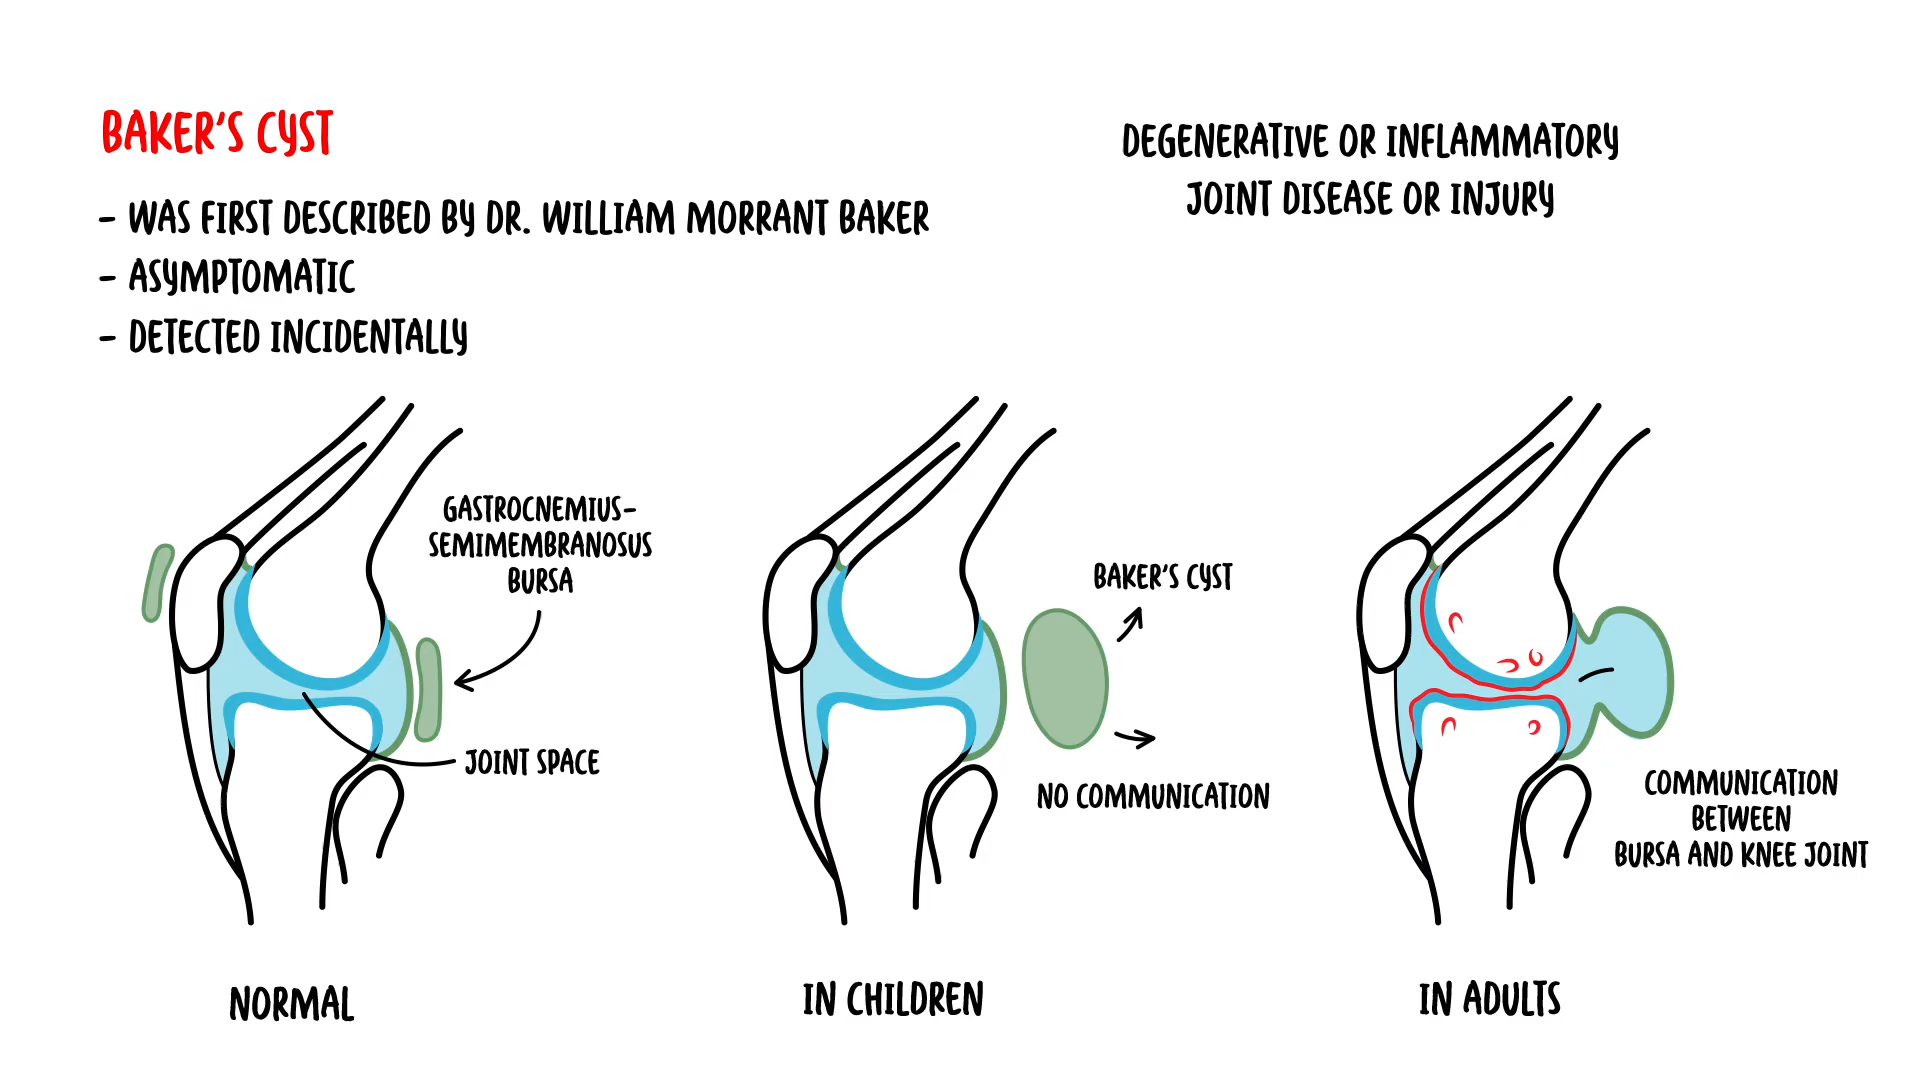 BAKER'S CYST
- WAS FIRST DESCRIBED BY DR. WILLIAM MORRANT BAKER
- ASYMPTOMATIC
- DETECTED INCIDENTALLY
DEGENERATIVE OR INFLAMMATORY
JOINT DISEASE OR INJURY
GASTROCNEMIUS-
SEMIMEMBRANOSUS
BURSA
JOINT SPACE
NORMAL
BAKER'S CYST
NO COMMUNICATION
IN CHILDREN
COMMUNICATION
BETWEEN
BURSA AND KNEE JOINT
IN ADULTS